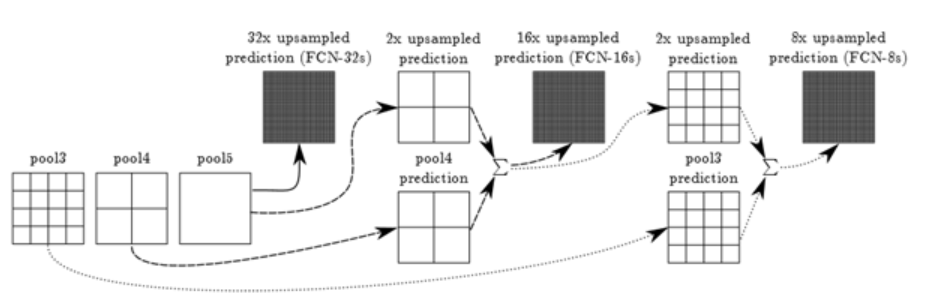 32x upsampled
prediction (FCN-32s)
2x upsampled
prediction
16x upsampled
prediction (FCN-16s)
2x upsampled
prediction
8x upsampled
prediction (FCN-8s)
pool3
pool4
pool5
pool4
prediction
Σ
pool3
prediction
Σ